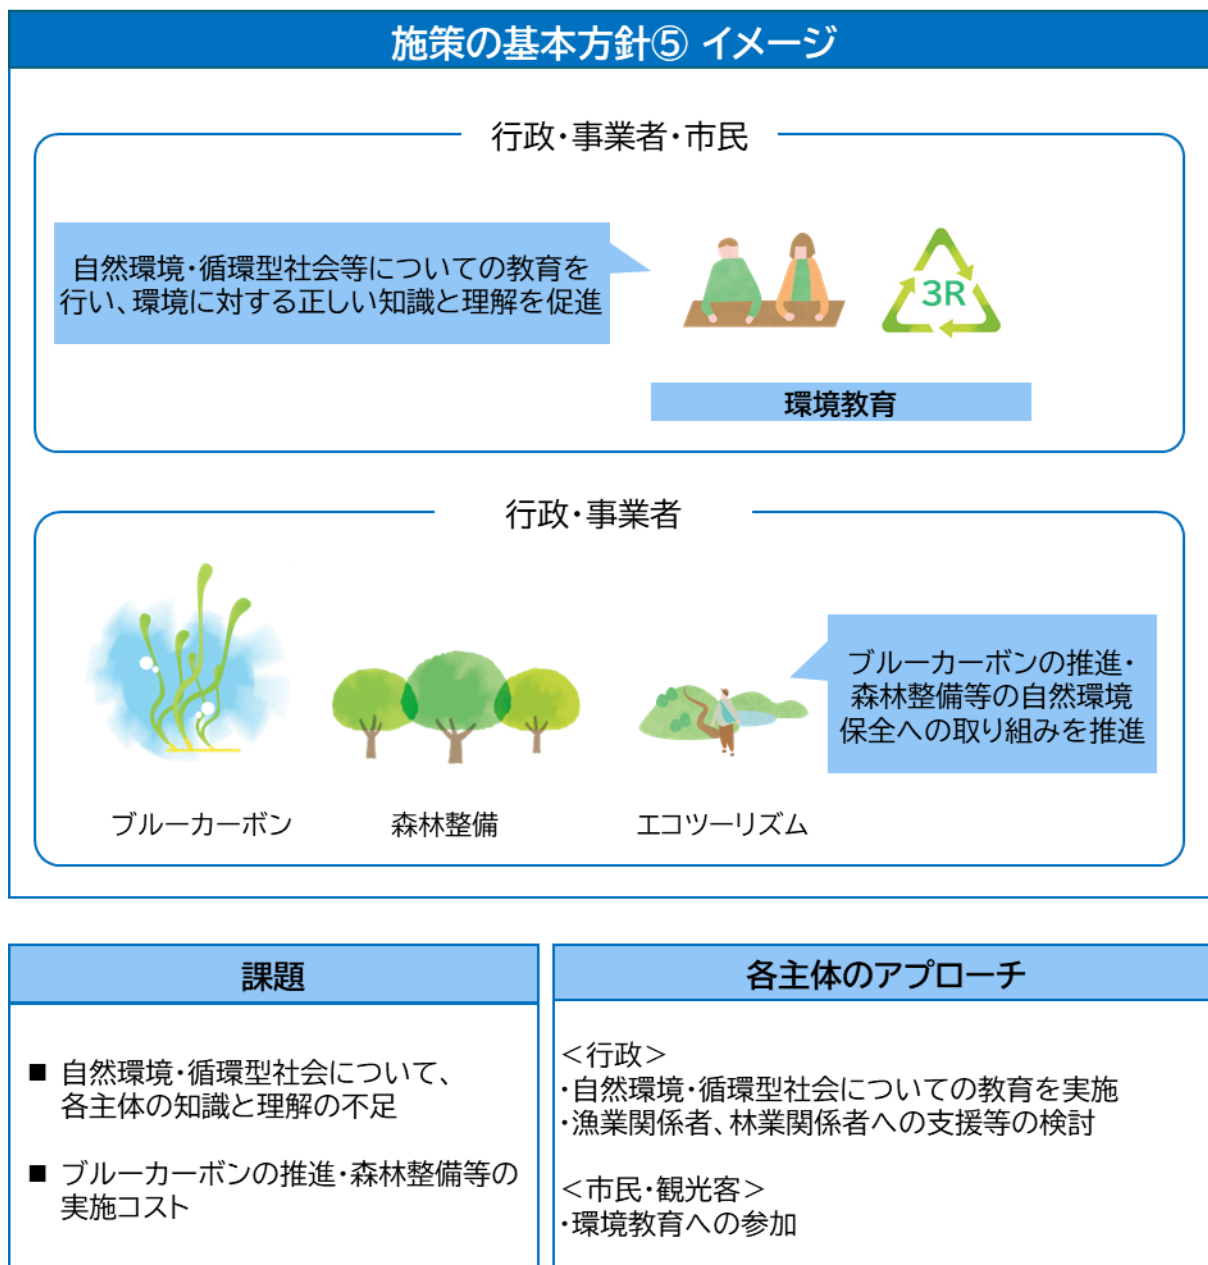 施策の基本方針⑤ イメージ
行政・事業者・市民
自然環境・循環型社会等についての教育を
行い、環境に対する正しい知識と理解を促進
3R
環境教育
行政・事業者
ブルーカーボンの推進・
森林整備等の自然環境
保全への取り組みを推進
ブルーカーボン
森林整備
エコツーリズム
課題
■ 自然環境・循環型社会について、
各主体の知識と理解の不足
■ ブルーカーボンの推進・森林整備等の
実施コスト
各主体のアプローチ
＜行政＞
・自然環境・循環型社会についての教育を実施
・漁業関係者、林業関係者への支援等の検討
＜市民・観光客＞
・環境教育への参加